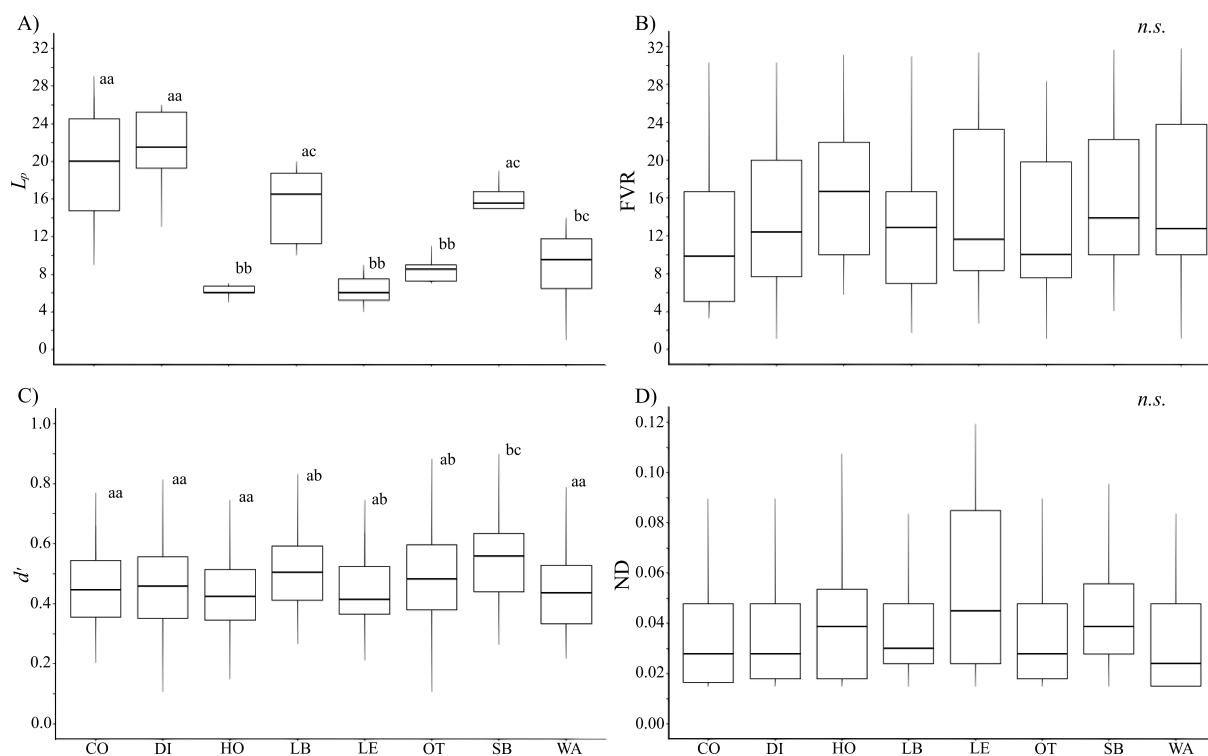 A)
32
28
24
20
16
12
8
4
0
Lp
aa
aa
bb
ac
bb
bb
ac
bc
B)
n.s.
32
28
24
20
16
12
8
4
0
FVR
C)
1.0
0.8
0.6
0.4
0.2
0.0
d'
aa
aa
aa
ab
ab
ab
bc
aa
CO DI HO LB LE OT SB WA
D)
n.s.
0.12
0.10
0.08
0.06
0.04
0.02
0.00
ND
CO DI HO LB LE OT SB WA